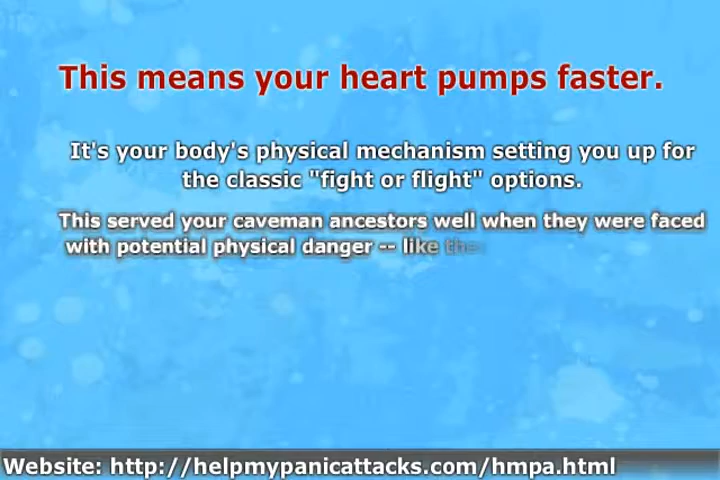 This means your heart pumps faster.
It's your body's physical mechanism setting you up for
the classic "fight or flight" options.
This served your caveman ancestors well when they were faced
with potential physical danger -- like the
Website: http://helpmypanicattacks.com/hmpa.html